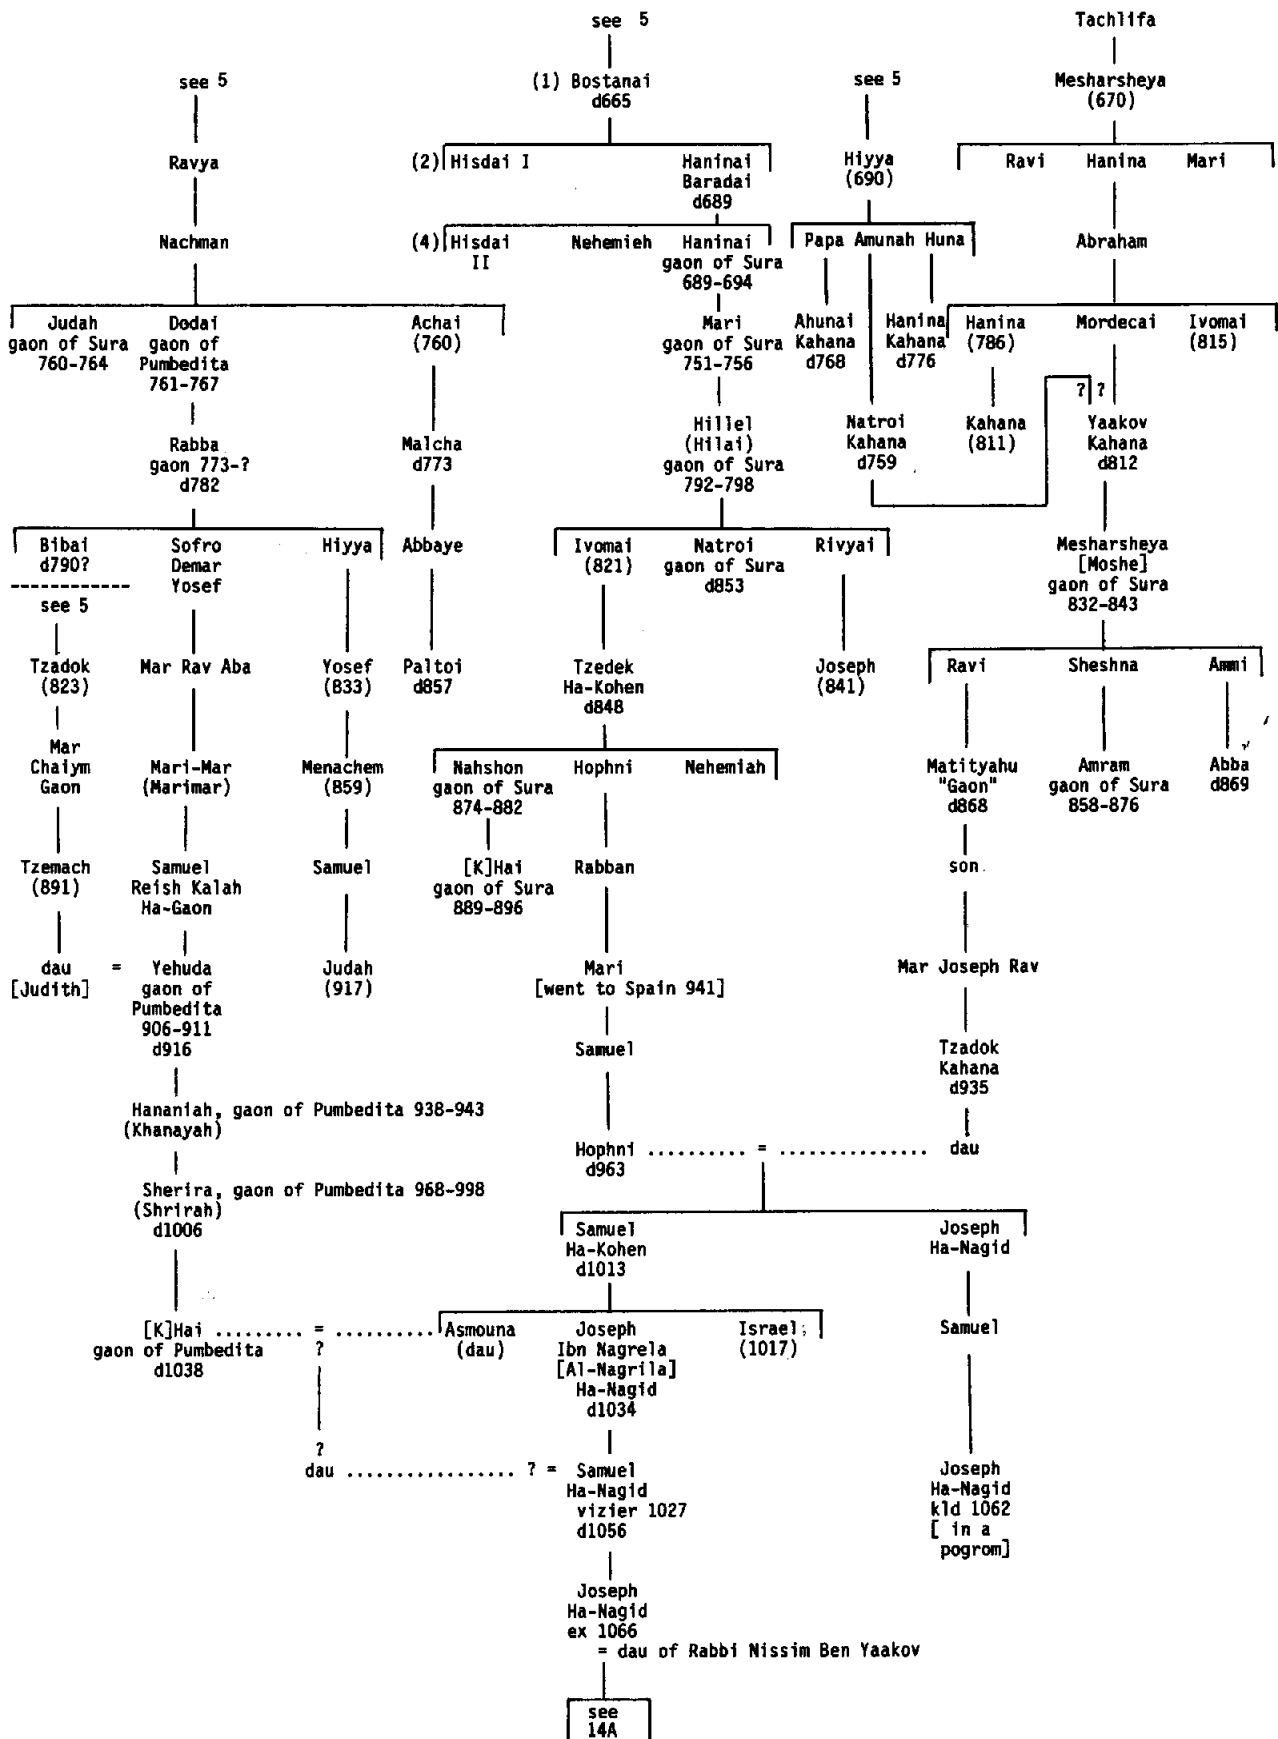 see 5
Tachlifa
see 5
(1) Bostanai
d665
see 5
Mesharsheya
(670)
Ravya
(2) Hisdai I
Haninai
Baradai
d689
Hiyya
(690)
Ravi Hanina Mari
Nachman
(4) Hisdai
II
Nehemieh
Haninai
gaon of Sura
689-694
Papa Amunah Huna
Abraham
Judah
gaon of Sura
760-764
Dodai
gaon of
Pumbedita
761-767
Achai
(760)
Mari
gaon of Sura
751-756
Ahunai
Kahana
d768
Hanina
Kahana
d776
Hanina
(786)
Mordecai
Ivomai
(815)
? ?
Rabba
gaon 773-?
d782
Malcha
d773
Hillel
(Hilai)
gaon of Sura
792-798
Natroi
Kahana
d759
Kahana
(811)
Yaakov
Kahana
d812
Bibai
d790?
----------
see 5
Sofro
Demar
Yosef
Hiyya
Abbaye
Ivomai
(821)
Natroi
gaon of Sura
d853
Rivyai
Mesharsheya
[Moshe]
gaon of Sura
832-843
Tzadok
(823)
Mar Rav Aba
Yosef
(833)
Paltoi
d857
Tzedek
Ha-Kohen
d848
Joseph
(841)
Ravi
Sheshna
Ammi
Mar
Chaiym
Gaon
Mari-Mar
(Marimar)
Menachem
(859)
Nahshon
gaon of Sura
874-882
Hophni
Nehemiah
Matityahu
"Gaon"
d868
Amram
gaon of Sura
858-876
Abba
d869
Tzemach
(891)
Samuel
Reish Kalah
Ha-Gaon
Samuel
[K]Hai
gaon of Sura
889-896
Rabban
son
dau
[Judith]
=
Yehuda
gaon of
Pumbedita
906-911
d916
Judah
(917)
Mari
[went to Spain 941]
Mar Joseph Rav
Samuel
Tzadok
Kahana
d935
Hananiah, gaon of Pumbedita 938-943
(Khanayah)
Hophni .......... = ............... dau
d963
Sherira, gaon of Pumbedita 968-998
(Shrirah)
d1006
Samuel
Ha-Kohen
d1013
Joseph
Ha-Nagid
[K]Hai ......... = ..........
gaon of Pumbedita
d1038
?
Asmouna
(dau)
Joseph
Ibn Nagrela
[Al-Nagrila]
Ha-Nagid
d1034
Israel
(1017)
Samuel
?
dau ................. ? = Samuel
Ha-Nagid
vizier 1027
d1056
Joseph
Ha-Nagid
kld 1062
[ in a
pogrom]
Joseph
Ha-Nagid
ex 1066
= dau of Rabbi Nissim Ben Yaakov
see
14A